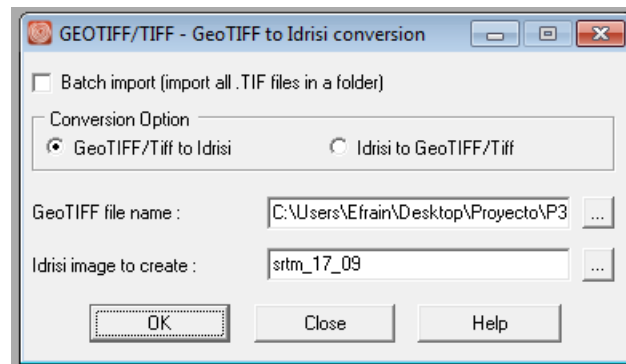 GEOTIFF/TIFF - GeoTIFF to Idrisi conversion
Batch import (import all .TIF files in a folder)
Conversion Option
GeoTIFF/Tiff to Idrisi Idrisi to GeoTIFF/Tiff
GeoTIFF file name : C:\Users\Efrain\Desktop\Proyecto\P3 ...
Idrisi image to create : srtm_17_09 ...
OK Close Help